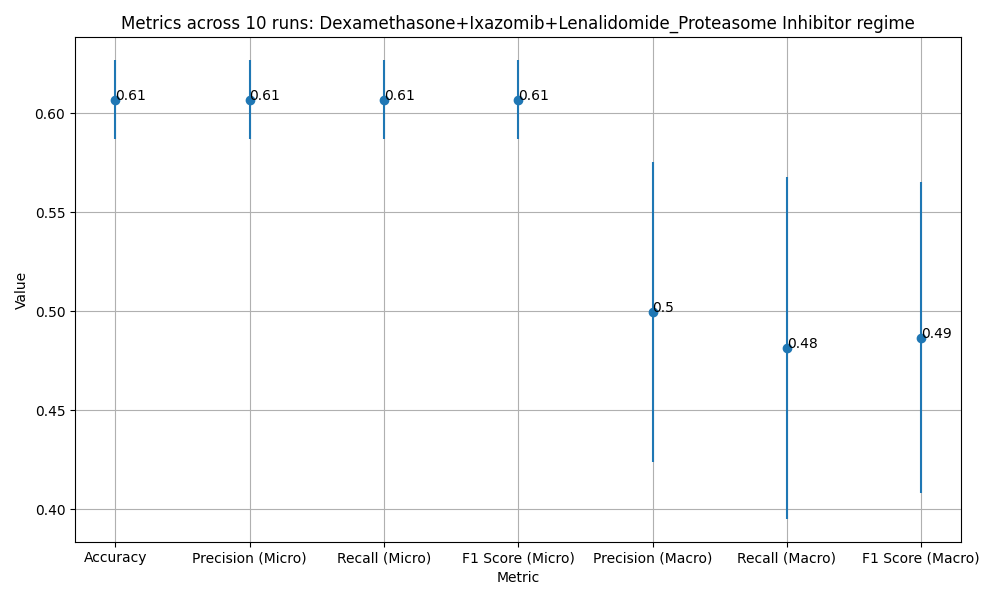 Metrics across 10 runs: Dexamethasone+Ixazomib+Lenalidomide_Proteasome Inhibitor regime
Value
0.60
0.55
0.50
0.45
0.40
0.61
0.61
0.61
0.61
0.5
0.48
0.49
Accuracy
Precision (Micro)
Recall (Micro)
F1 Score (Micro)
Precision (Macro)
Recall (Macro)
F1 Score (Macro)
Metric